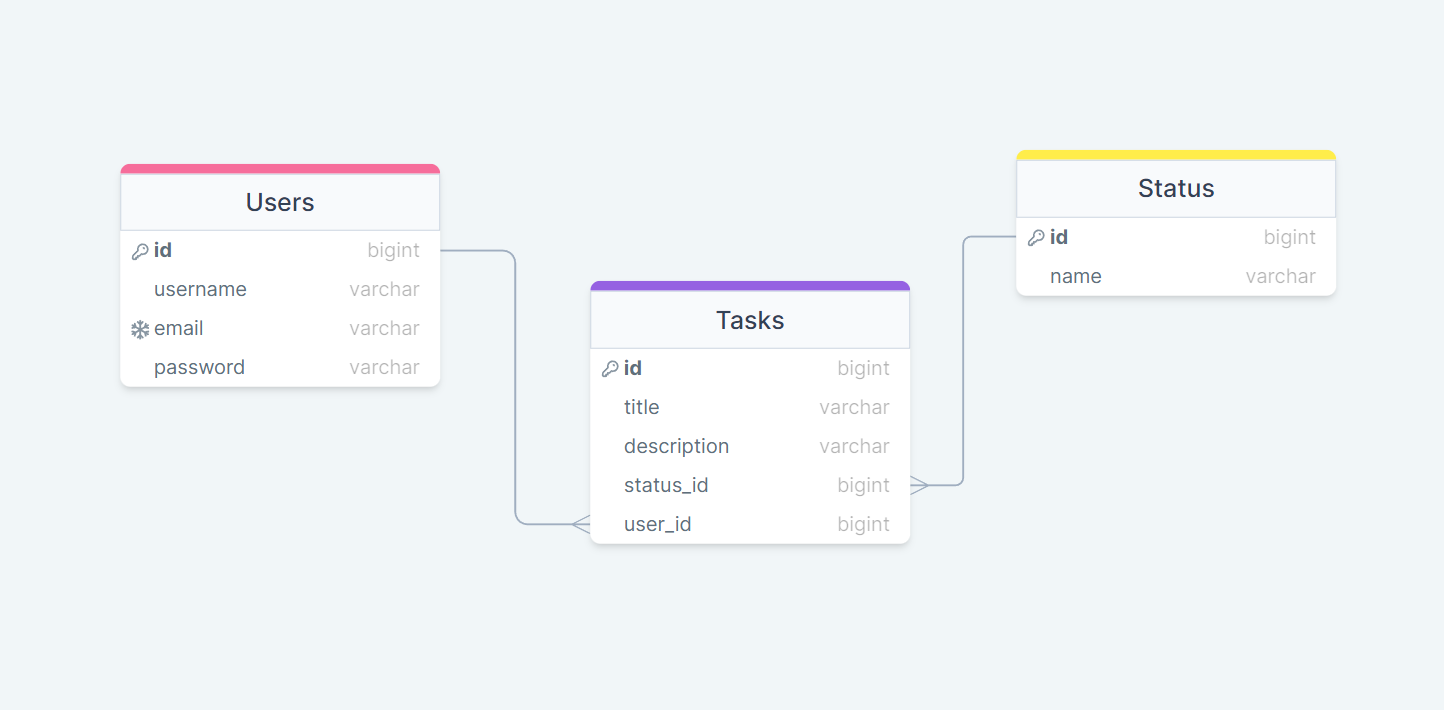 Users
id bigint
username varchar
email varchar
password varchar
Tasks
id bigint
title varchar
description varchar
status_id bigint
user_id bigint
Status
id bigint
name varchar